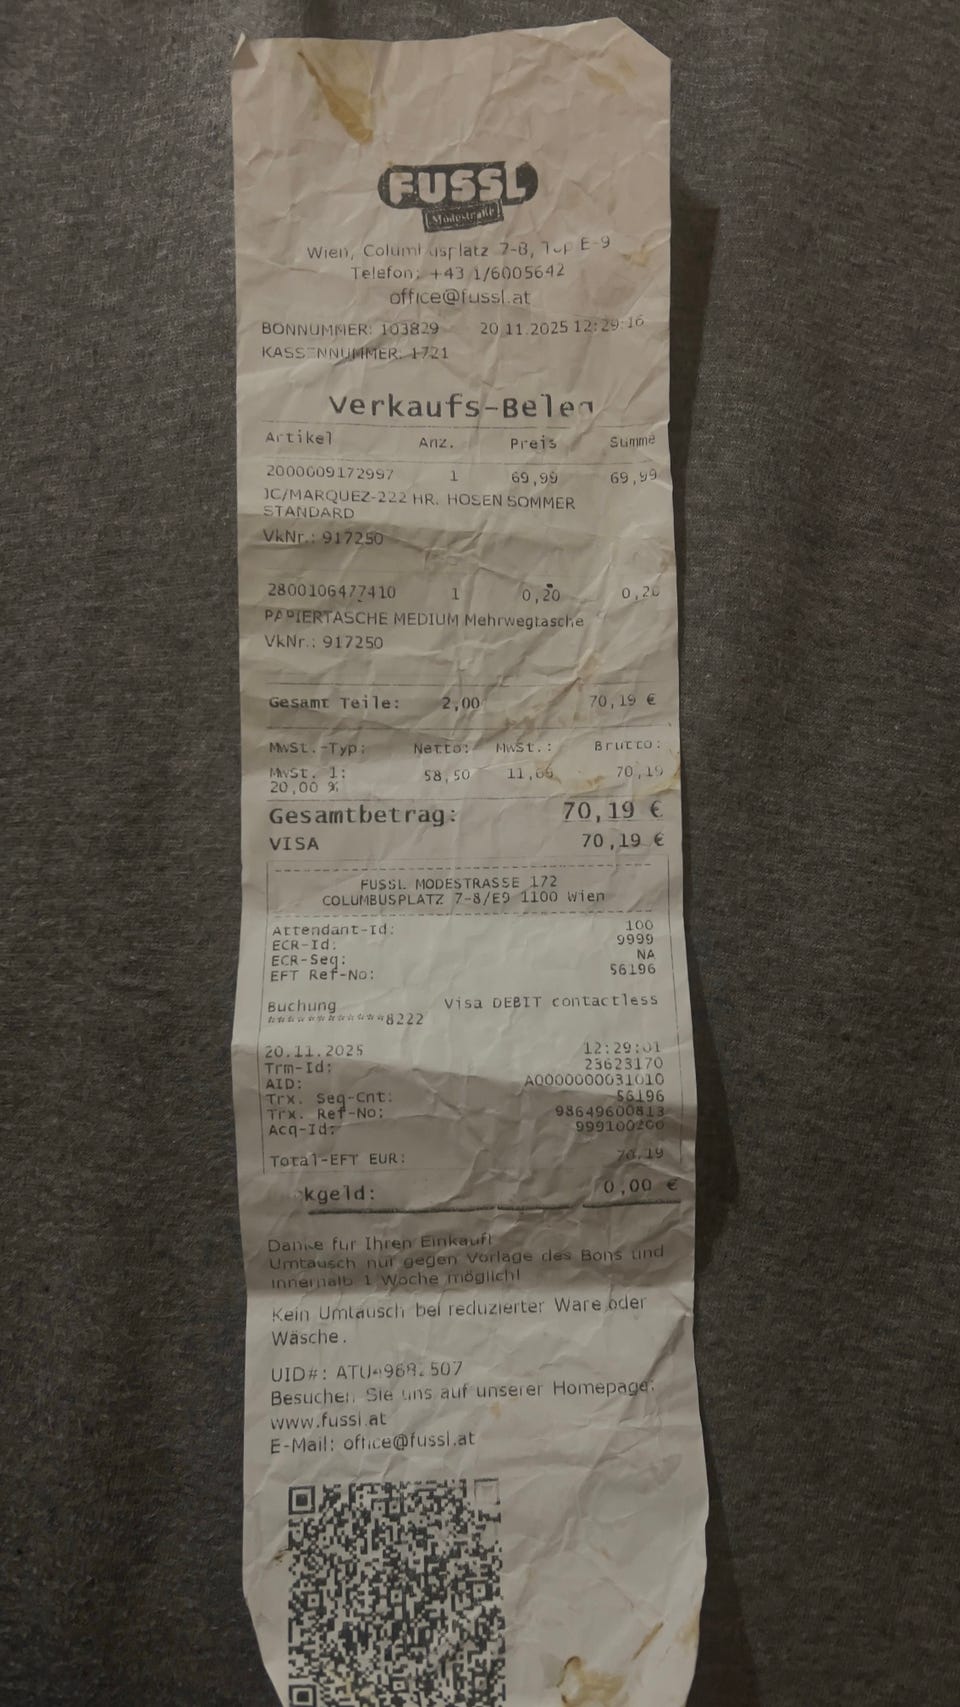 FUSSL
Modestraße
Wien, Columbusplatz 7-8, Top E-9
Telefon: +43 1/6005642
office@fussl.at
BONNUMMER: 103829 20.11.2025 12:29:16
KASSENNUMMER: 1721
Verkaufs-Beleg
Artikel Anz. Preis Summe
2000009172997 1 69,99 69,99
JC/MARQUEZ-222 HR. HOSEN SOMMER
STANDARD
VkNr.: 917250
2800106477410 1 0,20 0,20
PAPIERTASCHE MEDIUM Mehrwegtasche
VkNr.: 917250
Gesamt Teile: 2,00 70,19 €
MwSt.-Typ: Netto: MwSt.: Brutto:
MwSt. 1: 58,50 11,69 70,19
20,00 %
Gesamtbetrag: 70,19 €
VISA 70,19 €
FUSSL MODESTRASSE 172
COLUMBUSPLATZ 7-8/E9 1100 Wien
Attendant-Id: 100
ECR-Id: 9999
ECR-Seq: NA
EFT Ref-No: 56196
Buchung Visa DEBIT contactless
************8222
20.11.2025 12:29:01
Trm-Id: 23623170
AID: A0000000031010
Trx. Seq-Cnt: 56196
Trx. Ref-No: 98649600813
Acq-Id: 999100200
Total-EFT EUR: 70,19
kgeld: 0,00 €
Danke für Ihren Einkauf!
Umtausch nur gegen Vorlage des Bons und
innerhalb 1 Woche möglich!
Kein Umtausch bei reduzierter Ware oder
Wäsche.
UID#:
Besuchen Sie uns auf unserer Homepage:
www.fussl.at
E-Mail: office@fussl.at